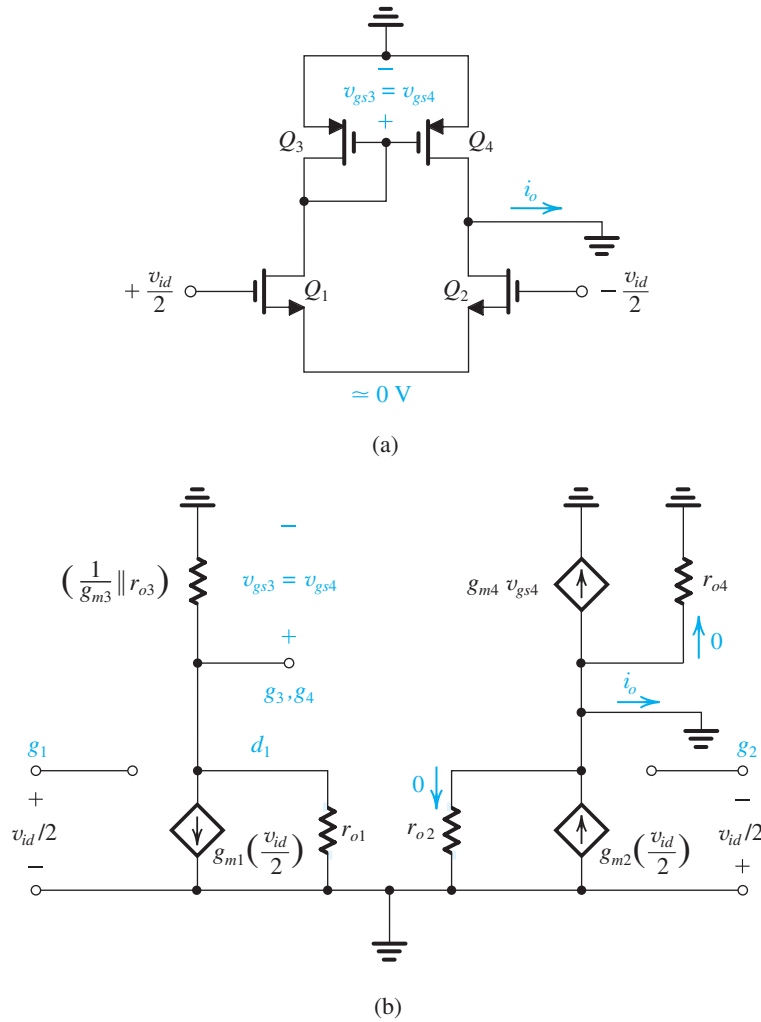 −
v_gs3 = v_gs4
+
Q_3
Q_4
i_o
+ v_id/2
Q_1
Q_2
− v_id/2
≃ 0 V
(a)
−
(1/g_m3 ∥ r_o3)
v_gs3 = v_gs4
g_m4 v_gs4
r_o4
+
0
g_3, g_4
i_o
g_1
d_1
0
g_2
+
−
v_id/2
g_m1(v_id/2)
r_o1
r_o2
g_m2(v_id/2)
v_id/2
−
+
(b)